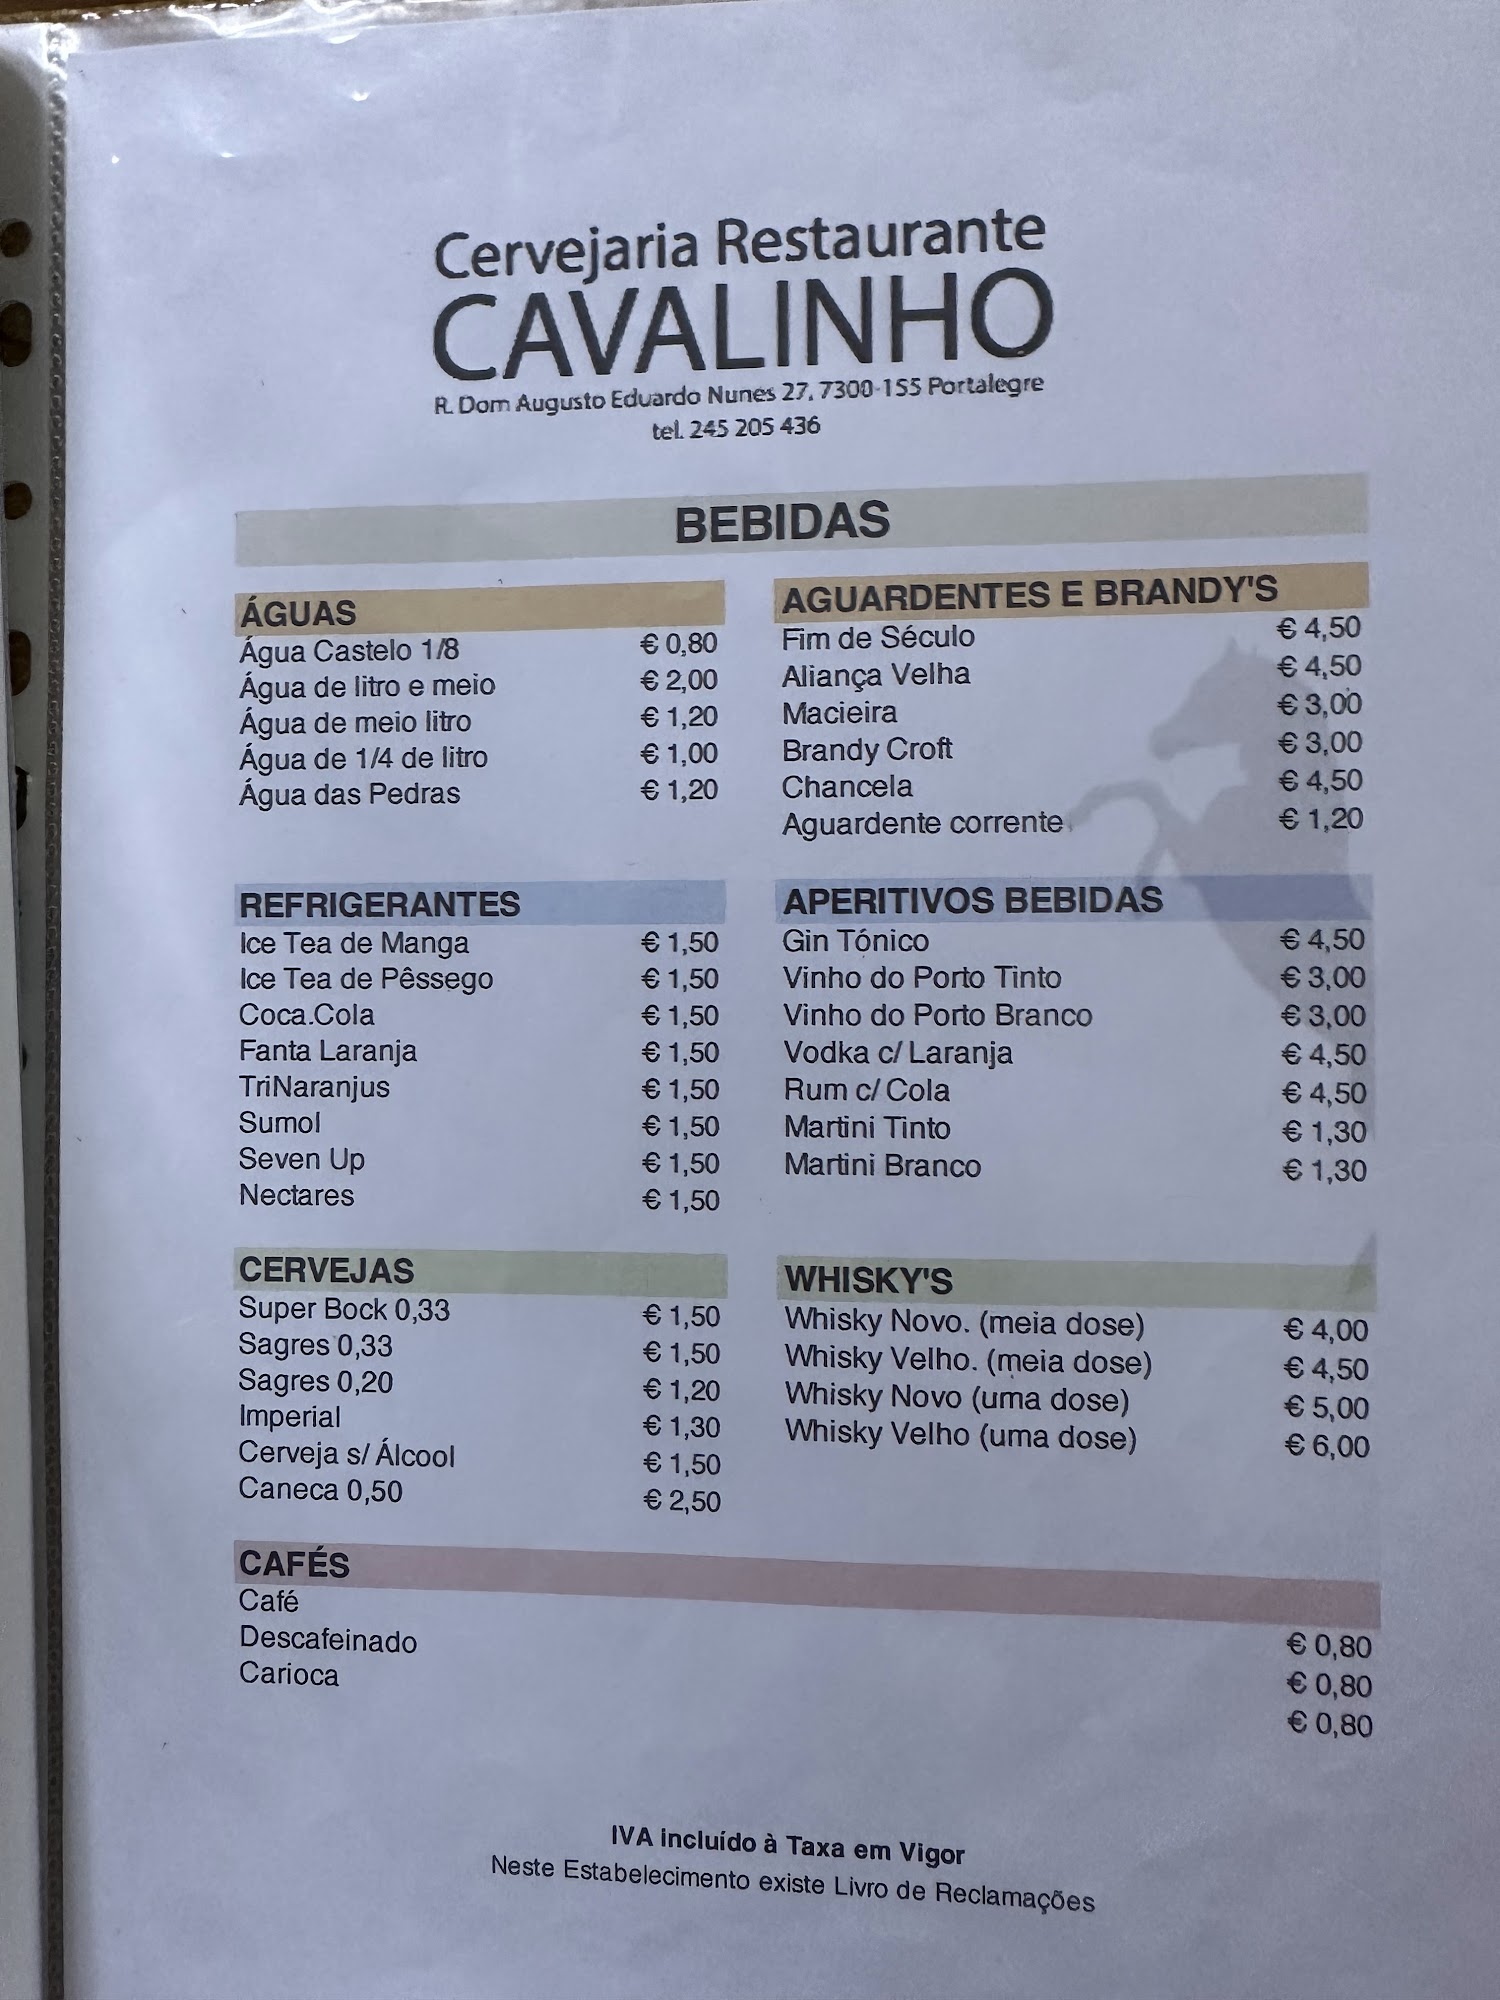 Cervejaria Restaurante
CAVALINHO
R. Dom Augusto Eduardo Nunes 27, 7300-155 Portalegre
tel. 245 205 436
BEBIDAS
ÁGUAS
Água Castelo 1/8 € 0,80
Água de litro e meio € 2,00
Água de meio litro € 1,20
Água de 1/4 de litro € 1,00
Água das Pedras € 1,20
AGUARDENTES E BRANDY'S
Fim de Século € 4,50
Aliança Velha € 4,50
Macieira € 3,00
Brandy Croft € 3,00
Chancela € 4,50
Aguardente corrente € 1,20
REFRIGERANTES
Ice Tea de Manga € 1,50
Ice Tea de Pêssego € 1,50
Coca.Cola € 1,50
Fanta Laranja € 1,50
TriNaranjus € 1,50
Sumol € 1,50
Seven Up € 1,50
Nectares € 1,50
APERITIVOS BEBIDAS
Gin Tónico € 4,50
Vinho do Porto Tinto € 3,00
Vinho do Porto Branco € 3,00
Vodka c/ Laranja € 4,50
Rum c/ Cola € 4,50
Martini Tinto € 1,30
Martini Branco € 1,30
CERVEJAS
Super Bock 0,33 € 1,50
Sagres 0,33 € 1,50
Sagres 0,20 € 1,20
Imperial € 1,30
Cerveja s/ Álcool € 1,50
Caneca 0,50 € 2,50
WHISKY'S
Whisky Novo. (meia dose) € 4,00
Whisky Velho. (meia dose) € 4,50
Whisky Novo (uma dose) € 5,00
Whisky Velho (uma dose) € 6,00
CAFÉS
Café € 0,80
Descafeinado € 0,80
Carioca € 0,80
IVA incluído à Taxa em Vigor
Neste Estabelecimento existe Livro de Reclamações